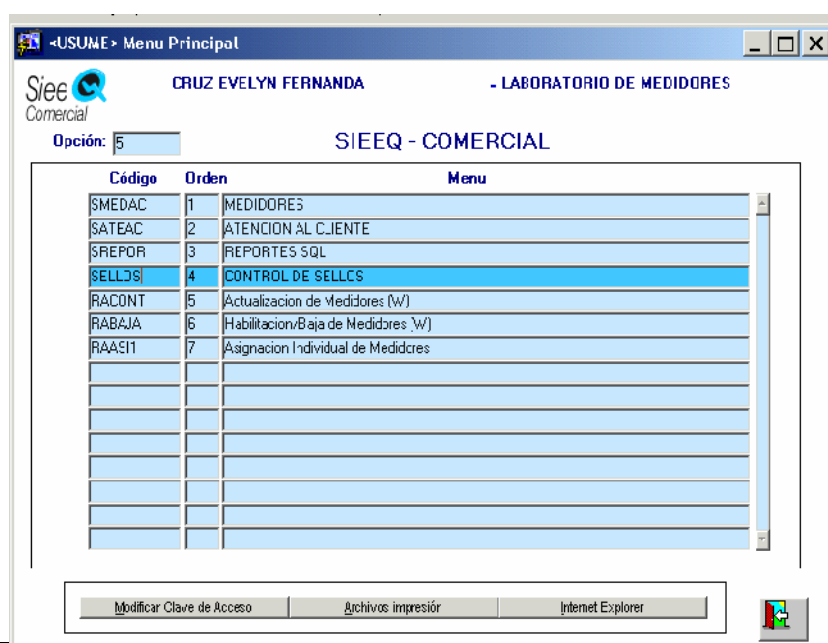 <USUME> Menu Principal
Siee Q
Comercial
CRUZ EVELYN FERNANDA - LABORATORIO DE MEDIDORES
Opción: 5 SIEEQ - COMERCIAL
Código Orden Menu
SMEDAC 1 MEDIDORES
SATEAC 2 ATENCION AL CLIENTE
SREPOR 3 REPORTES SQL
SELLOS 4 CONTROL DE SELLOS
RACONT 5 Actualizacion de Medidores (W)
RABAJA 6 Habilitacion/Baja de Medidores (W)
RAASI1 7 Asignacion Individual de Medidores
Modificar Clave de Acceso Archivos impresión Internet Explorer